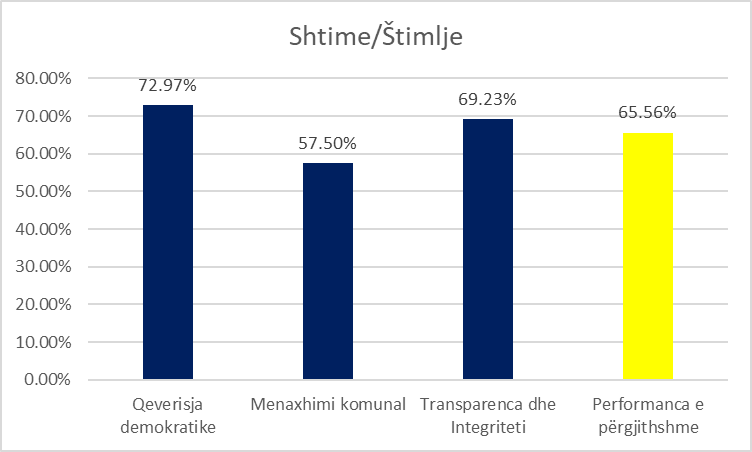 Shtime/Štimlje
80.00%
70.00%
60.00%
50.00%
40.00%
30.00%
20.00%
10.00%
0.00%
72.97%
57.50%
69.23%
65.56%
Qeverisja
demokratike
Menaxhimi komunal
Transparenca dhe
Integriteti
Performanca e
përgjithshme